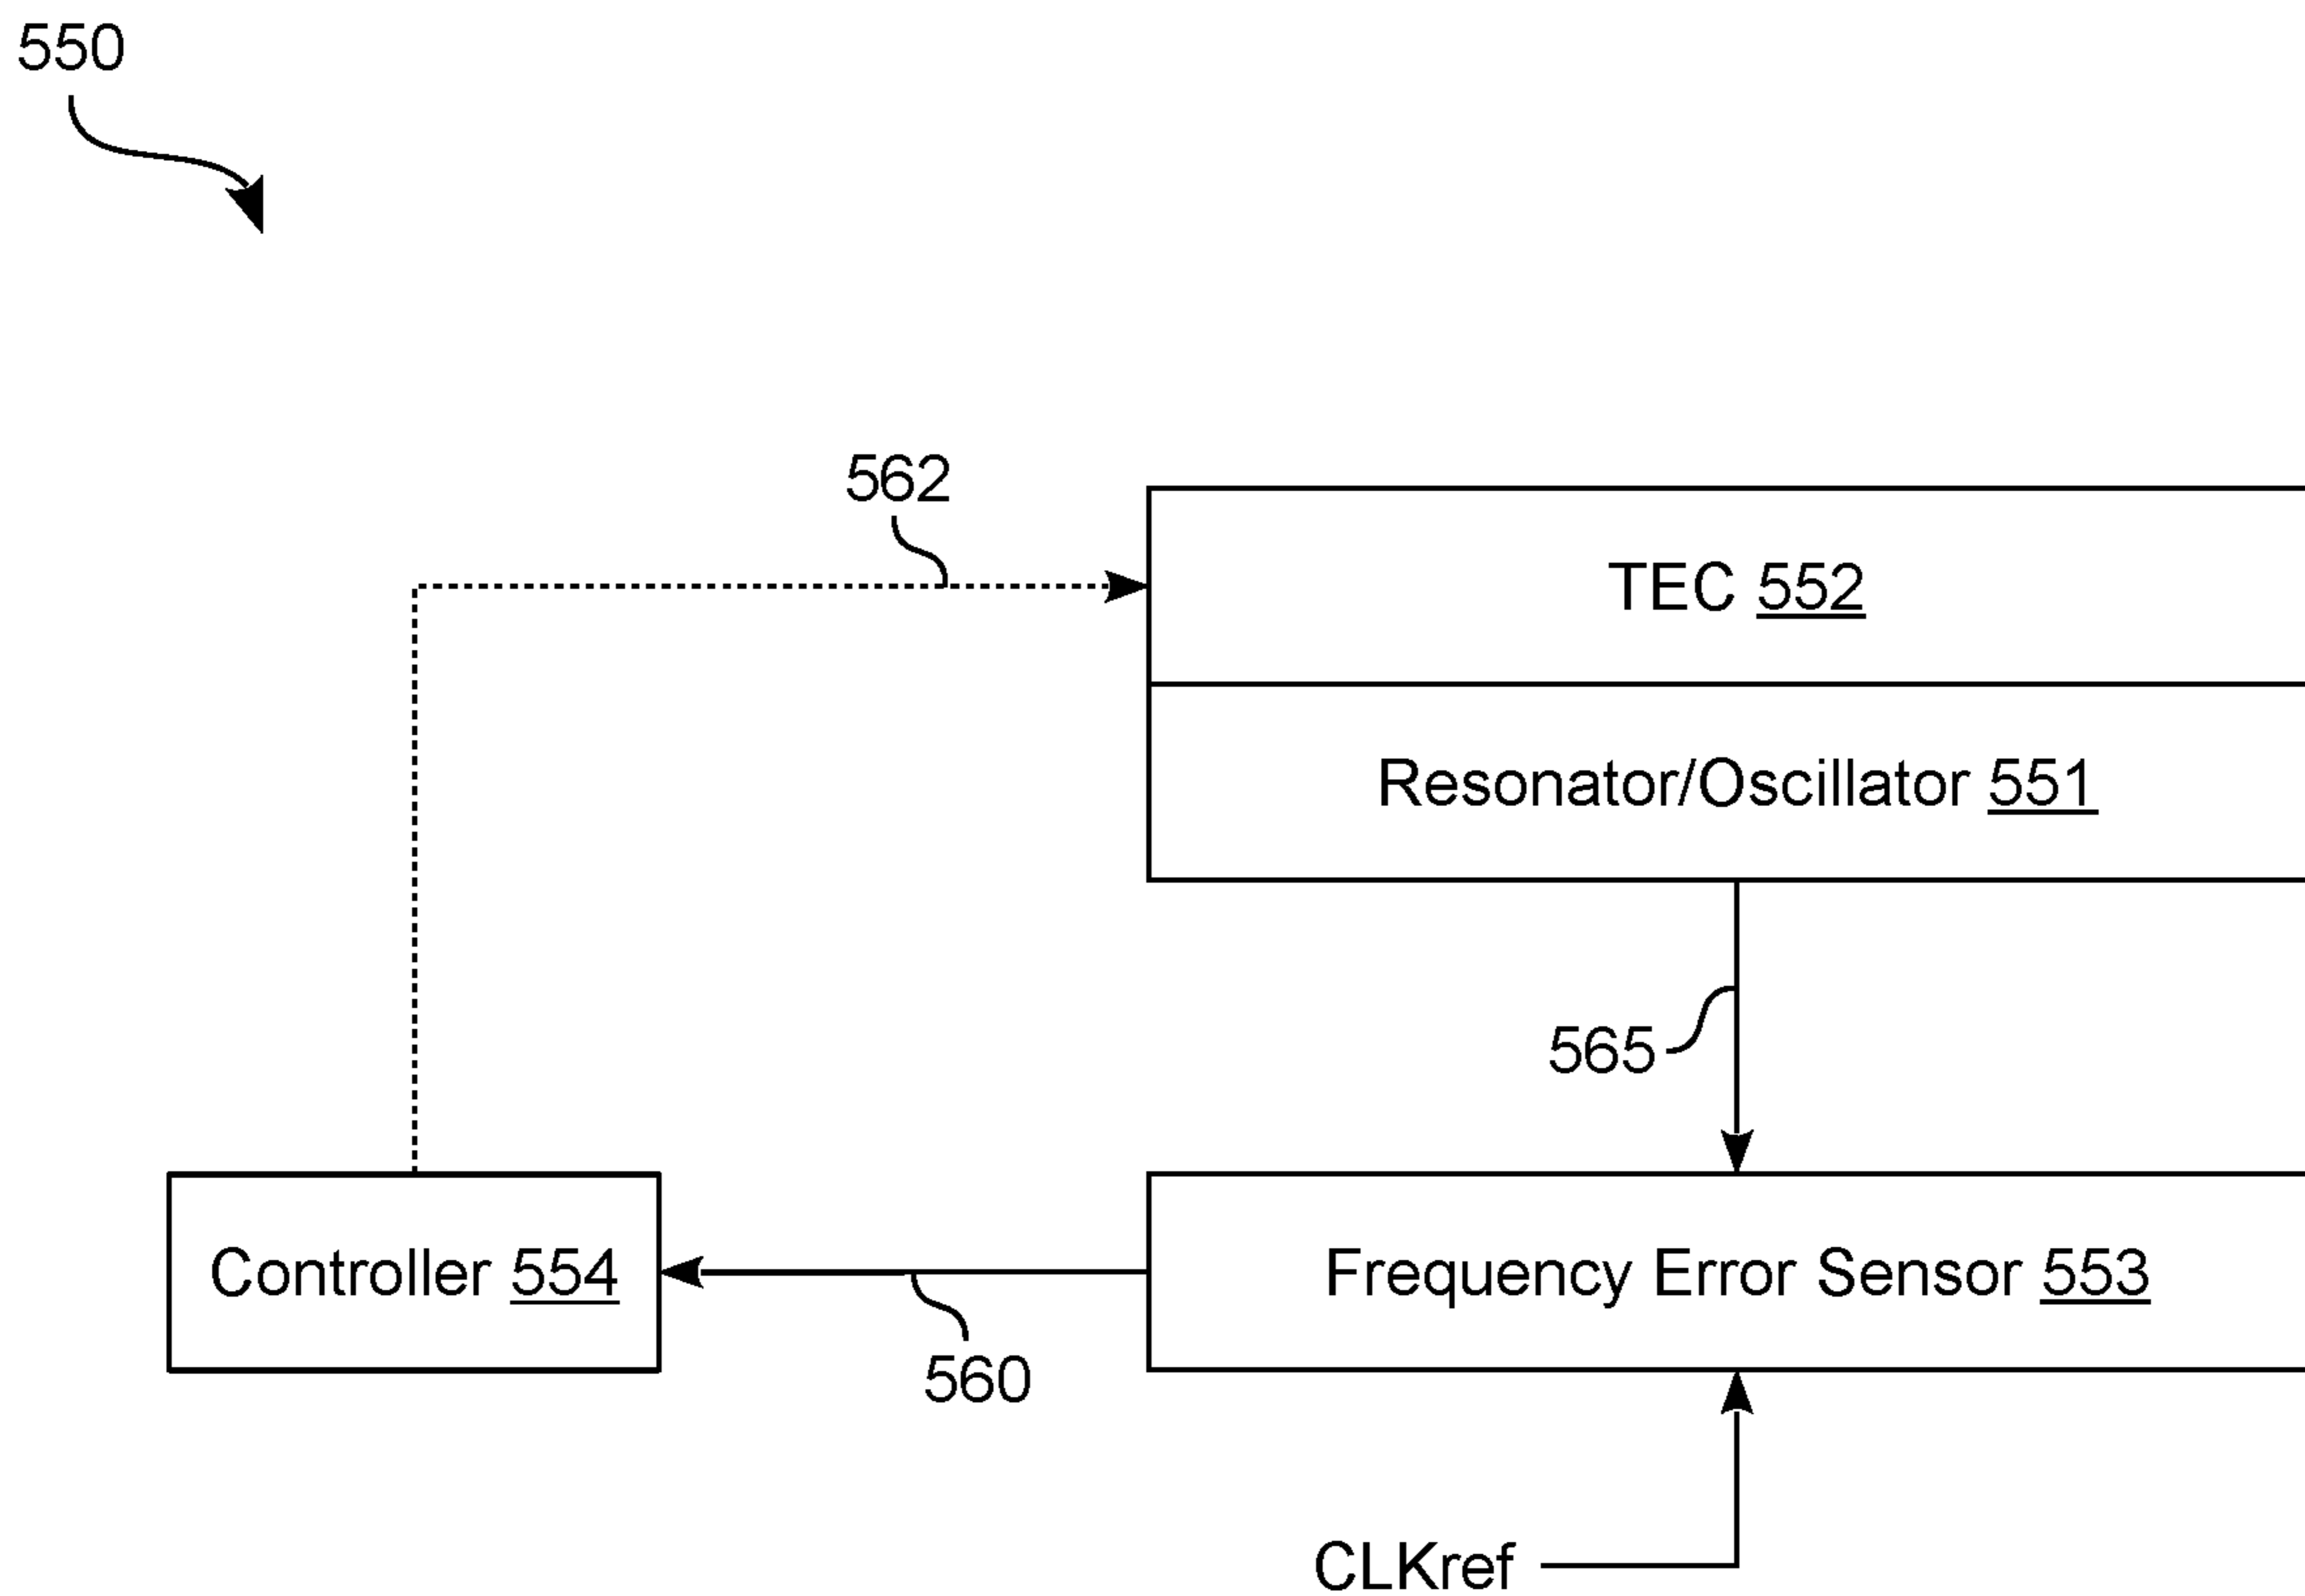 550
562
TEC 552
Resonator/Oscillator 551
565
Controller 554
Frequency Error Sensor 553
560
CLKref